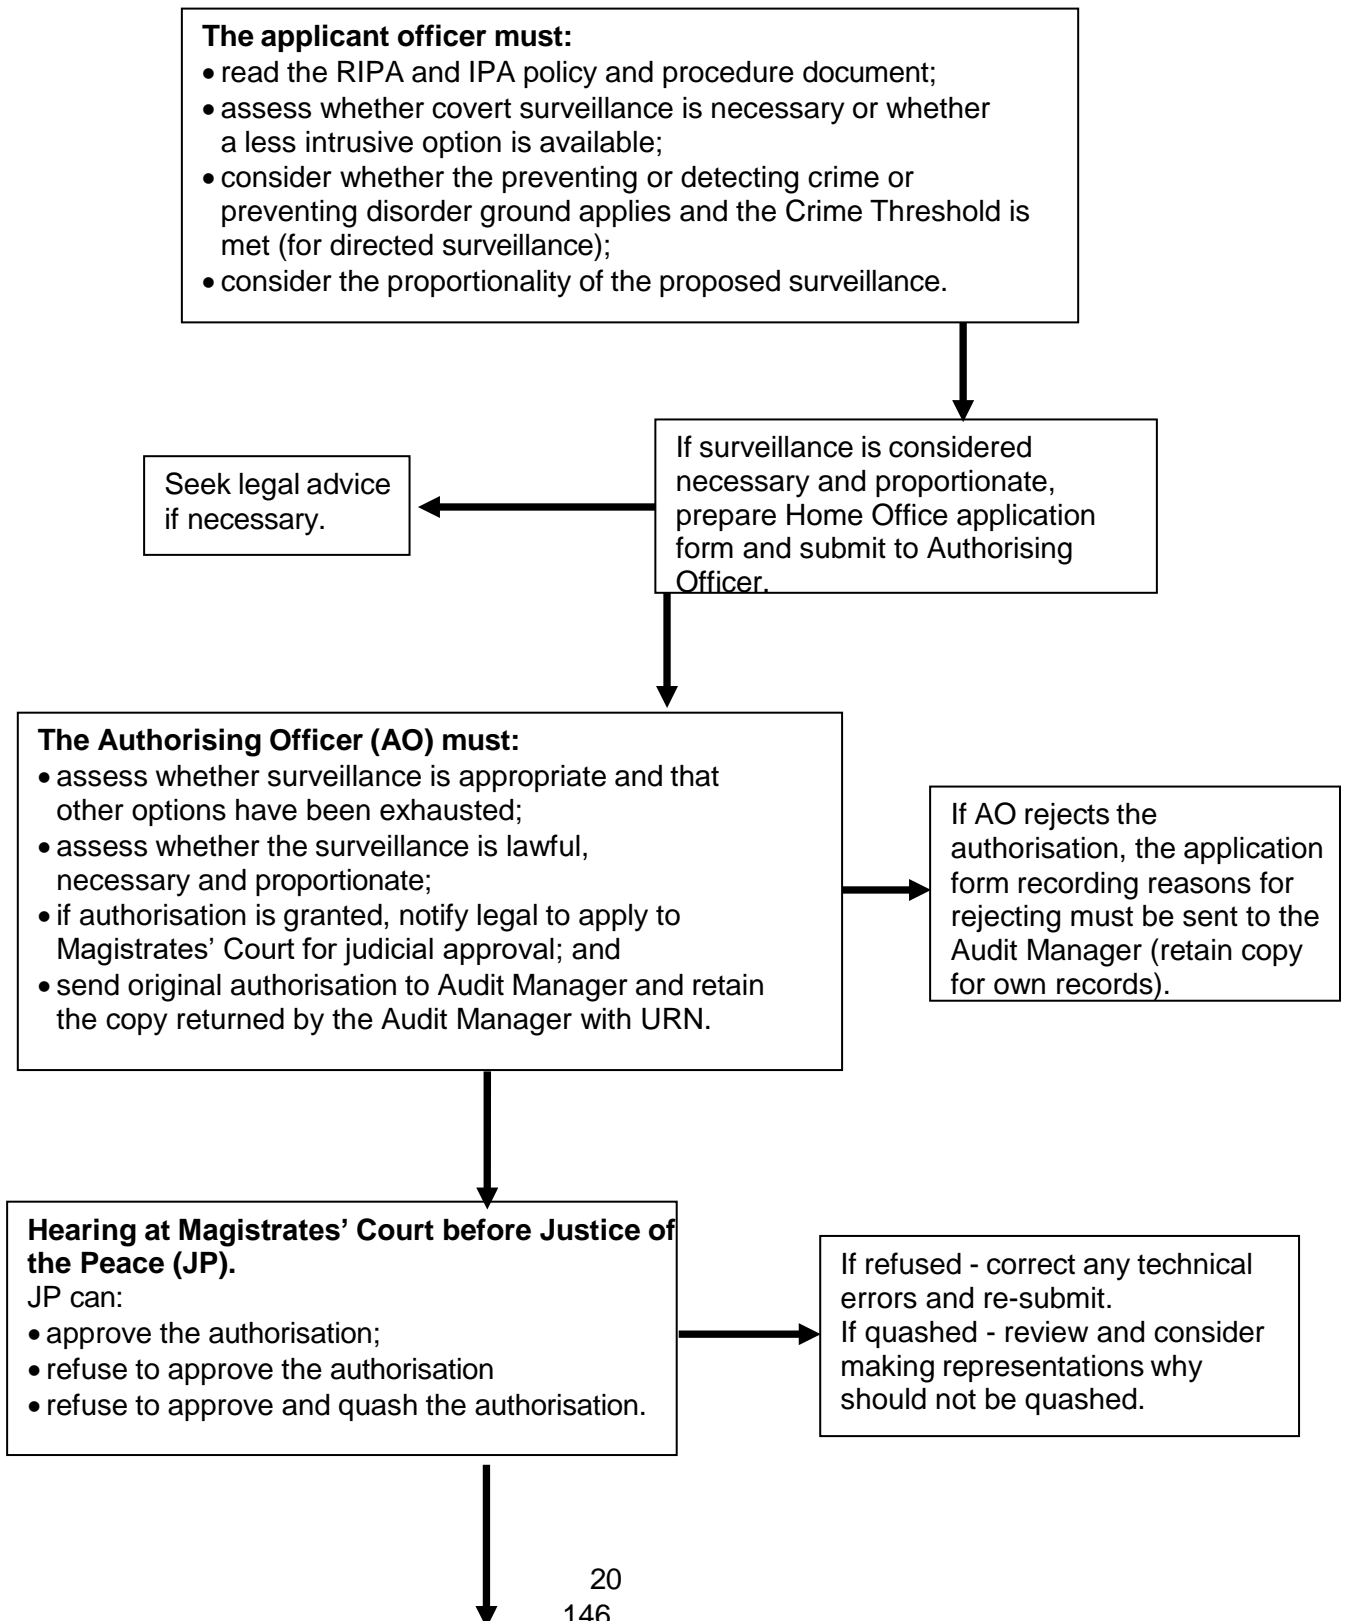 The applicant officer must:
• read the RIPA and IPA policy and procedure document;
• assess whether covert surveillance is necessary or whether
a less intrusive option is available;
• consider whether the preventing or detecting crime or
preventing disorder ground applies and the Crime Threshold is
met (for directed surveillance);
• consider the proportionality of the proposed surveillance.
If surveillance is considered
necessary and proportionate,
prepare Home Office application
form and submit to Authorising
Officer.
Seek legal advice
if necessary.
The Authorising Officer (AO) must:
• assess whether surveillance is appropriate and that
other options have been exhausted;
• assess whether the surveillance is lawful,
necessary and proportionate;
• if authorisation is granted, notify legal to apply to
Magistrates’ Court for judicial approval; and
• send original authorisation to Audit Manager and retain
the copy returned by the Audit Manager with URN.
If AO rejects the
authorisation, the application
form recording reasons for
rejecting must be sent to the
Audit Manager (retain copy
for own records).
Hearing at Magistrates’ Court before Justice of
the Peace (JP).
JP can:
• approve the authorisation;
• refuse to approve the authorisation
• refuse to approve and quash the authorisation.
If refused - correct any technical
errors and re-submit.
If quashed - review and consider
making representations why
should not be quashed.
20
146